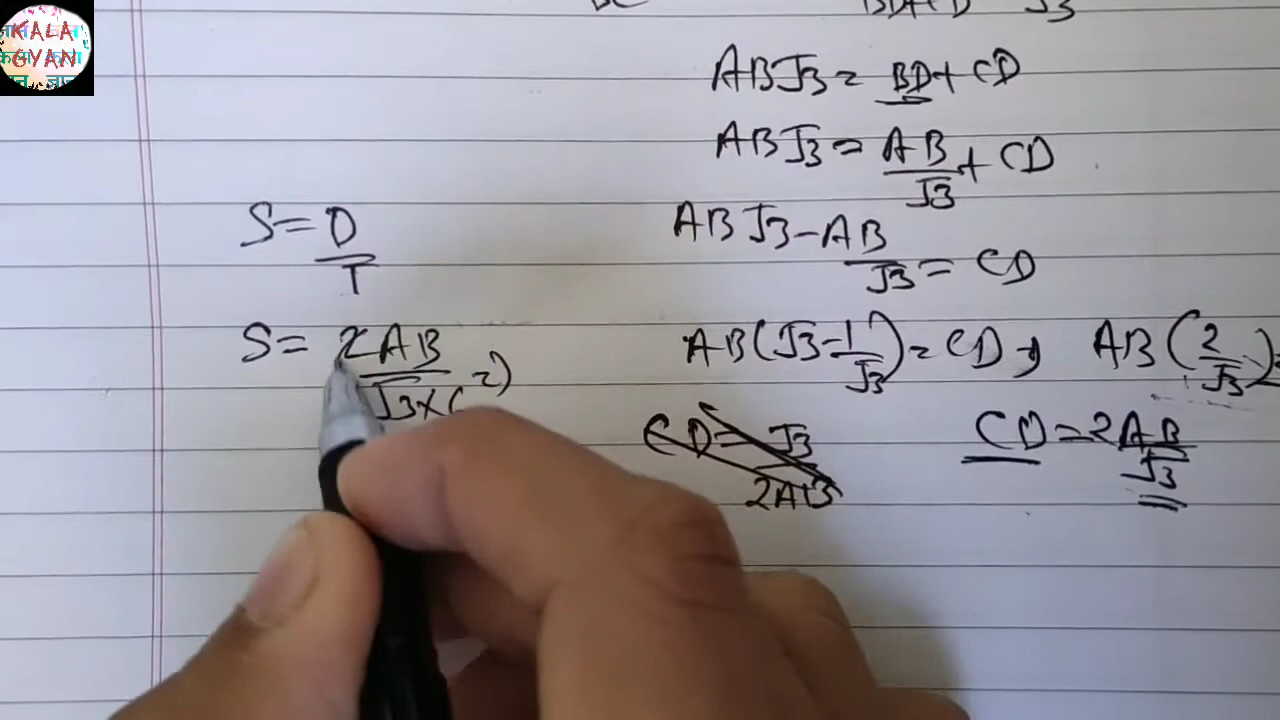 KALA
GYAN
AB√3 = BD + CD
AB√3 = AB/√3 + CD
AB√3 - AB/√3 = CD
AB(√3 - 1/√3) = CD → AB(2/√3) =
CD = √3/2AB
CD = 2AB/√3
S = D/T
S = 2AB/√3×(